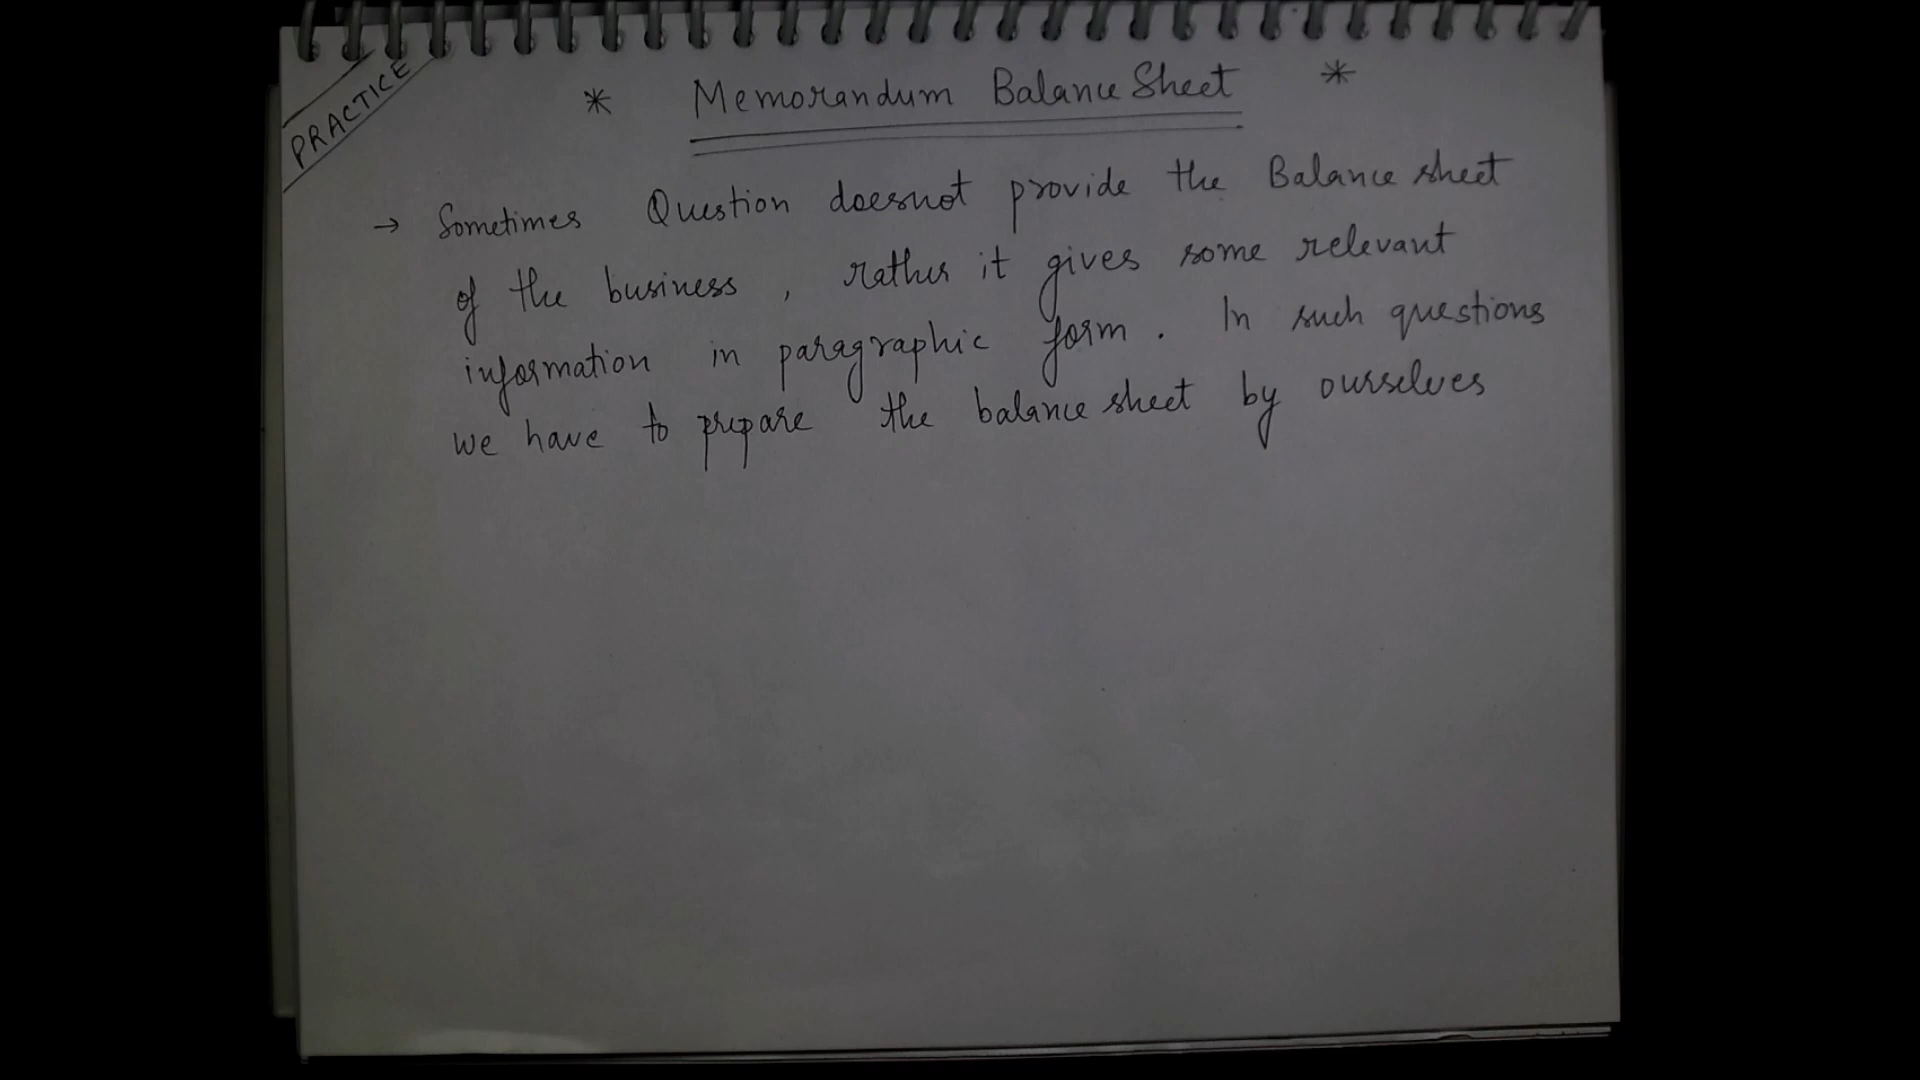 PRACTICE
* Memorandum Balance Sheet *
→ Sometimes Question doesnot provide the Balance sheet
of the business, rather it gives some relevant
information in paragraphic form. In such questions
we have to prepare the balance sheet by ourselves